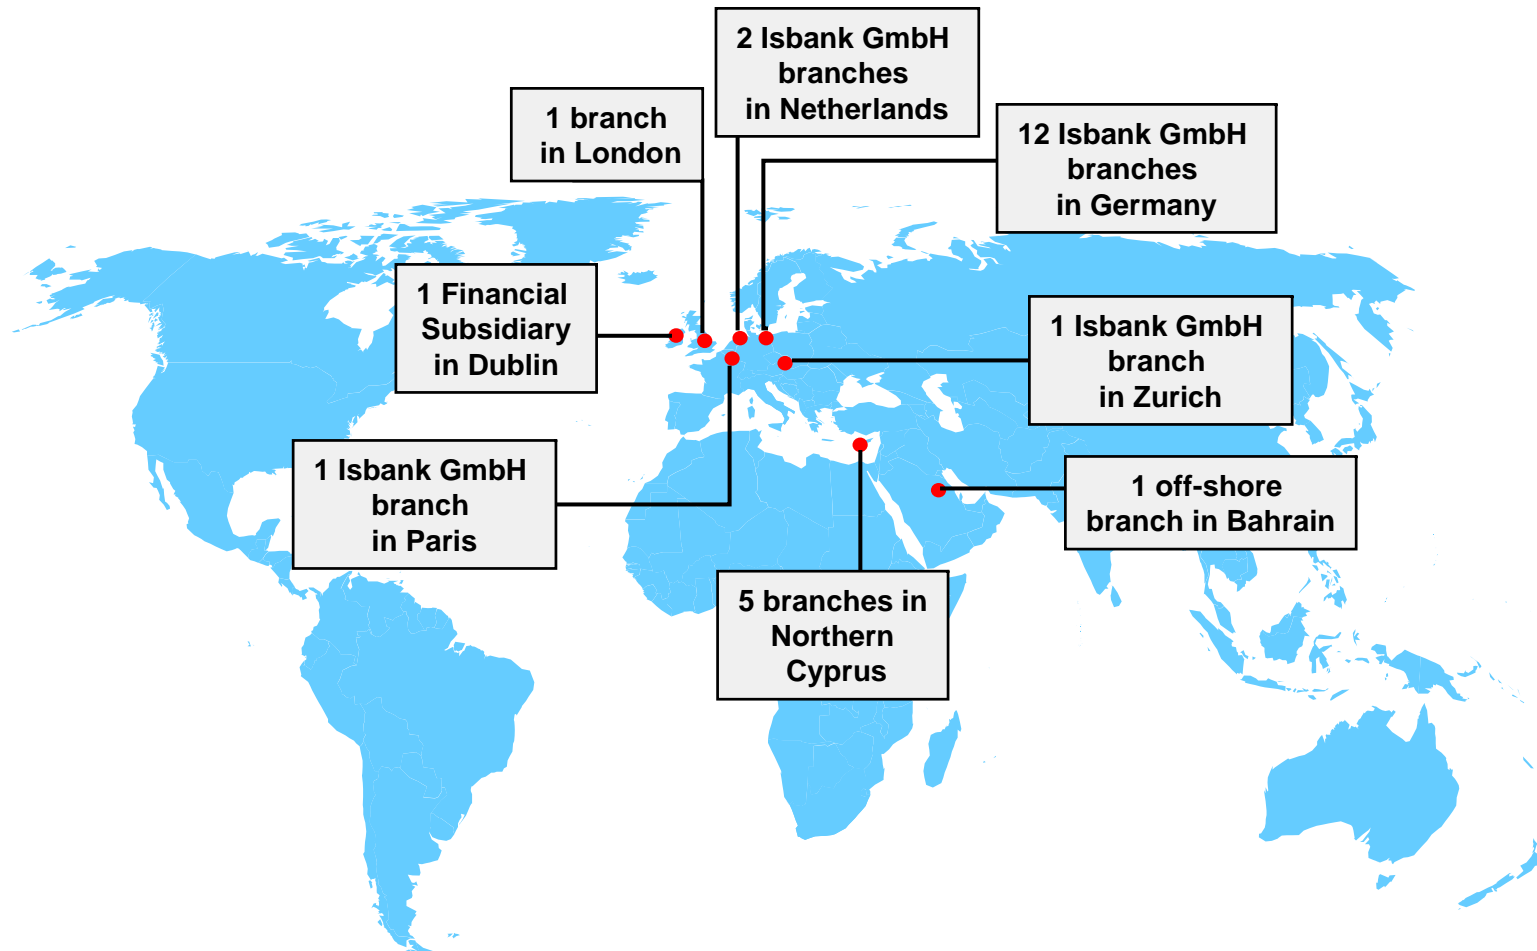 2 Isbank GmbH
branches
in Netherlands
1 branch
in London
12 Isbank GmbH
branches
in Germany
1 Financial
Subsidiary
in Dublin
1 Isbank GmbH
branch
in Zurich
1 Isbank GmbH
branch
in Paris
1 off-shore
branch in Bahrain
5 branches in
Northern
Cyprus